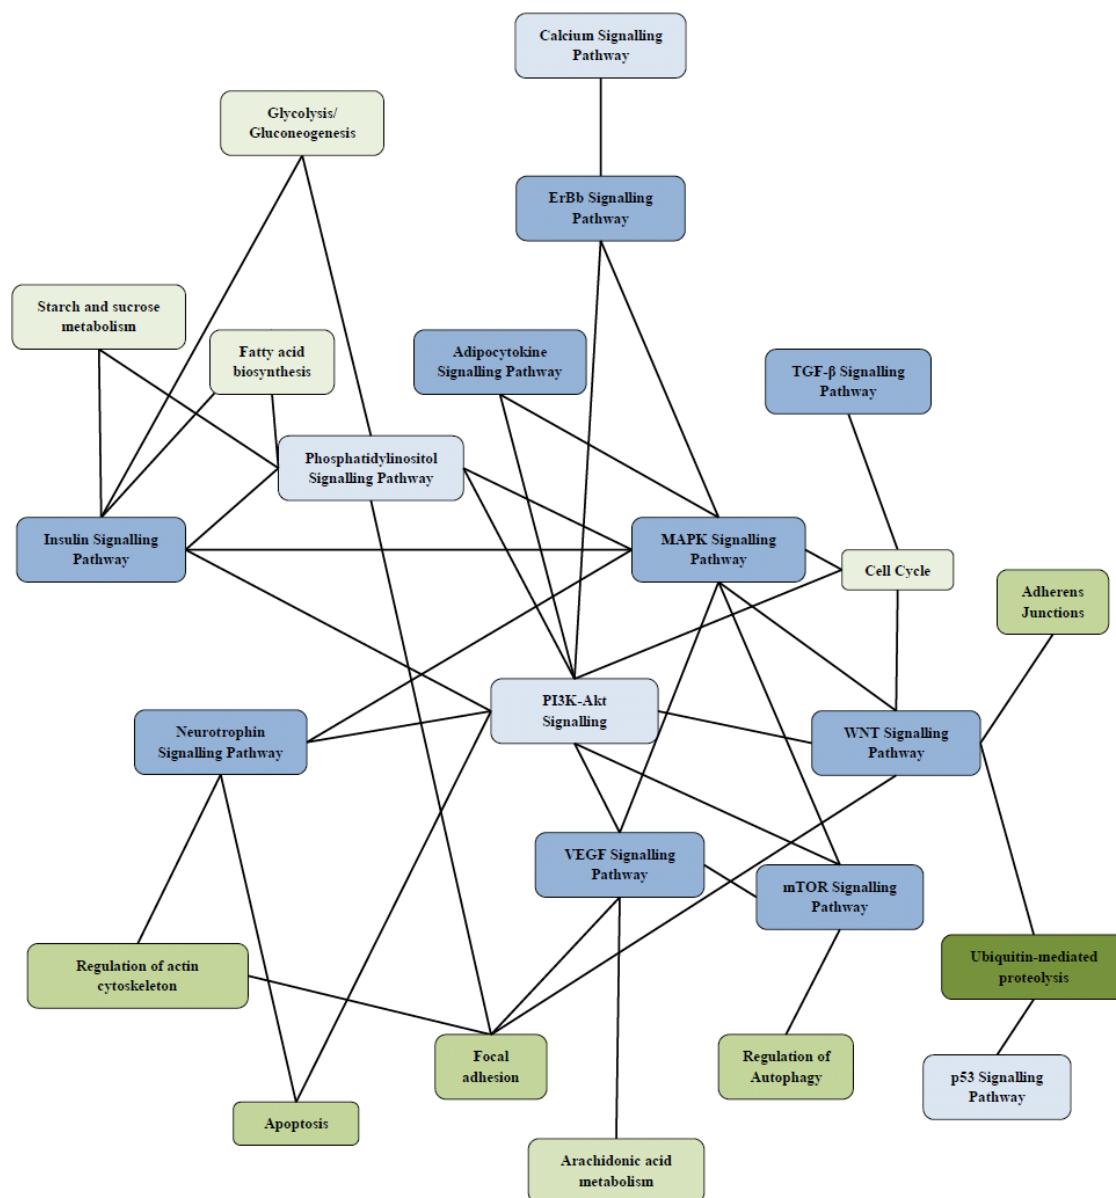 Calcium Signalling
Pathway
Glycolysis/
Gluconeogenesis
ErBb Signalling
Pathway
Starch and sucrose
metabolism
Fatty acid
biosynthesis
Adipocytokine
Signalling Pathway
TGF-β Signalling
Pathway
Phosphatidylinositol
Signalling Pathway
Insulin Signalling
Pathway
MAPK Signalling
Pathway
Cell Cycle
Adherens
Junctions
PI3K-Akt
Signalling
Neurotrophin
Signalling Pathway
WNT Signalling
Pathway
VEGF Signalling
Pathway
mTOR Signalling
Pathway
Regulation of actin
cytoskeleton
Ubiquitin-mediated
proteolysis
Focal
adhesion
Regulation of
Autophagy
p53 Signalling
Pathway
Apoptosis
Arachidonic acid
metabolism